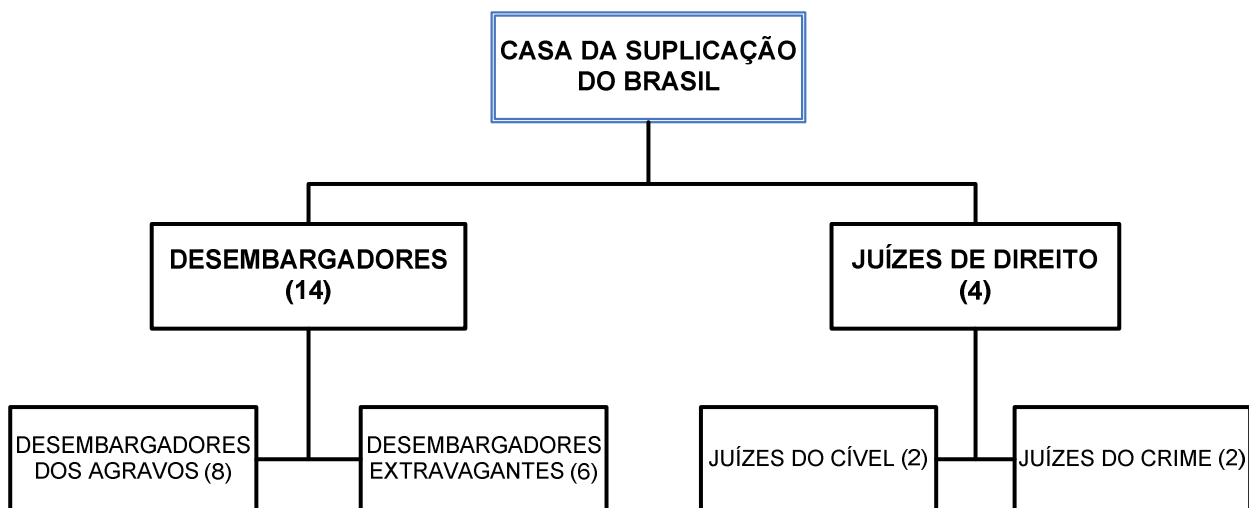 CASA DA SUPLICAÇÃO
DO BRASIL
DESEMBARGADORES
(14)
JUÍZES DE DIREITO
(4)
DESEMBARGADORES
DOS AGRAVOS (8)
DESEMBARGADORES
EXTRAVAGANTES (6)
JUÍZES DO CÍVEL (2)
JUÍZES DO CRIME (2)